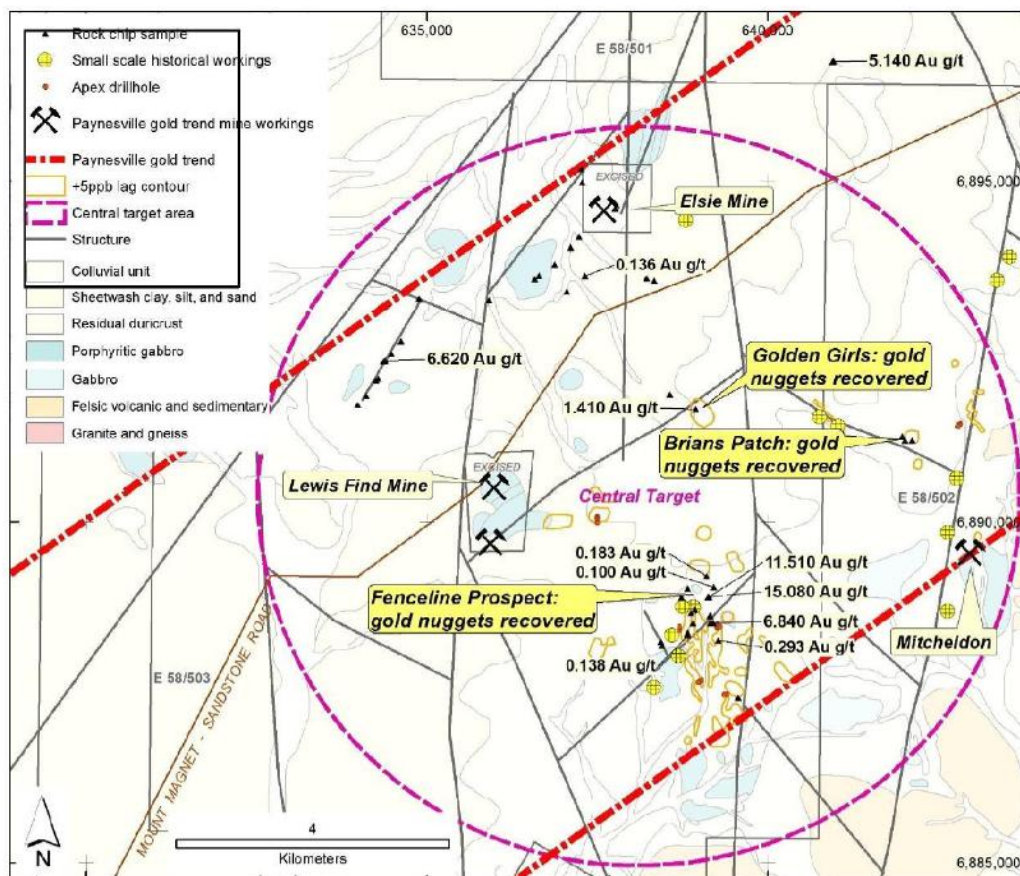 Rock chip sample
Small scale historical workings
Apex drillhole
Paynesville gold trend mine workings
Paynesville gold trend
+5ppb lag contour
Central target area
Structure
Colluvial unit
Sheetwash clay, silt, and sand
Residual duricrust
Porphyritic gabbro
Gabbro
Felsic volcanic and sedimentary
Granite and gneiss
635,000
640,000
E 58/501
5.140 Au g/t
6,895,000
EXCISED
Elsie Mine
0.136 Au g/t
6.620 Au g/t
Golden Girls: gold
nuggets recovered
1.410 Au g/t
Brians Patch: gold
nuggets recovered
EXCISED
Lewis Find Mine
Central Target
E 58/502
6,890,000
0.183 Au g/t
0.100 Au g/t
11.510 Au g/t
15.080 Au g/t
Fenceline Prospect:
gold nuggets recovered
6.840 Au g/t
0.293 Au g/t
Mitcheldon
0.138 Au g/t
E 58/503
MOUNT MAGNET - SANDSTONE ROAD
4
Kilometers
N
6,885,000